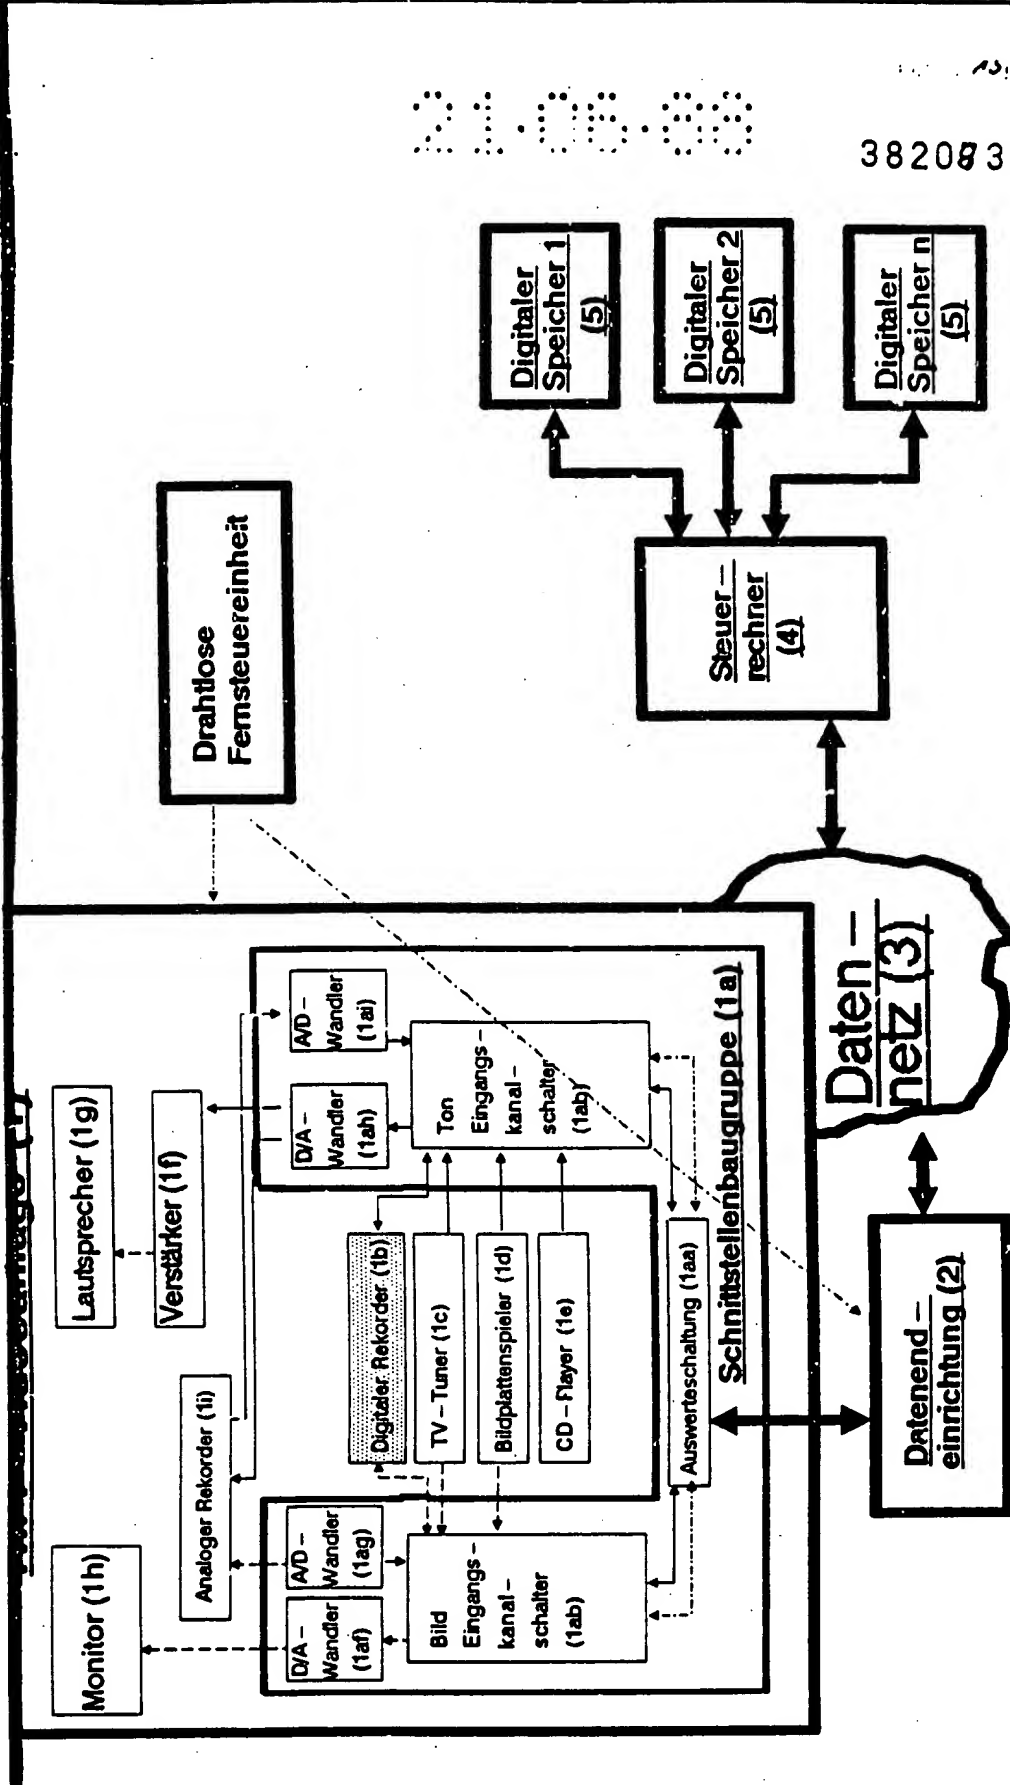 21·06·88
382083
Digitaler
Speicher 1
(5)
Digitaler
Speicher 2
(5)
Digitaler
Speicher n
(5)
Drahtlose
Fernsteuereinheit
Steuer–
rechner
(4)
Daten–
netz (3)
Datenend–
einrichtung (2)
Lautsprecher (1g)
Verstärker (1f)
Monitor (1h)
Analoger Rekorder (1i)
A/D–
Wandler
(1ai)
D/A–
Wandler
(1ah)
Ton
Eingangs–
kanal–
schalter
(1ab)
Digitaler Rekorder (1b)
TV–Tuner (1c)
Bildplattenspieler (1d)
CD–Player (1e)
A/D–
Wandler
(1ag)
D/A–
Wandler
(1af)
Bild
Eingangs–
kanal–
schalter
(1ab)
Auswerteschaltung (1aa)
Schnittstellenbaugruppe (1a)